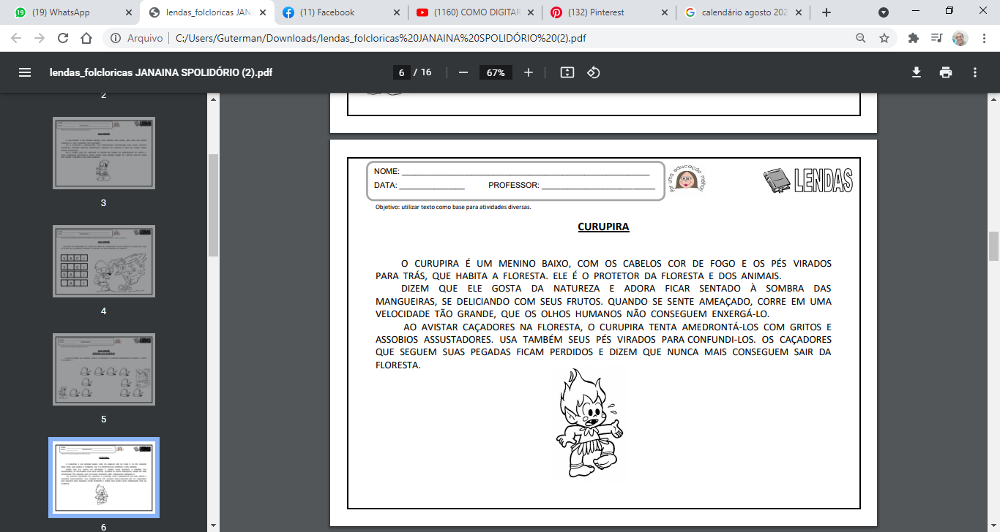 (19) WhatsApp
lendas_folcloricas JAN
(11) Facebook
(1160) COMO DIGITAR
(132) Pinterest
calendário agosto 202
Arquivo
C:/Users/Guterman/Downloads/lendas_folcloricas%20JANAINA%20SPOLIDÓRIO%20(2).pdf
lendas_folcloricas JANAINA SPOLIDÓRIO (2).pdf
6 / 16
67%
2
3
4
5
6
NOME: ___
DATA: ___ PROFESSOR: ___
por uma educação melhor
LENDAS
Objetivo: utilizar texto como base para atividades diversas.
CURUPIRA
O CURUPIRA É UM MENINO BAIXO, COM OS CABELOS COR DE FOGO E OS PÉS VIRADOS
PARA TRÁS, QUE HABITA A FLORESTA. ELE É O PROTETOR DA FLORESTA E DOS ANIMAIS.
DIZEM QUE ELE GOSTA DA NATUREZA E ADORA FICAR SENTADO À SOMBRA DAS
MANGUEIRAS, SE DELICIANDO COM SEUS FRUTOS. QUANDO SE SENTE AMEAÇADO, CORRE EM UMA
VELOCIDADE TÃO GRANDE, QUE OS OLHOS HUMANOS NÃO CONSEGUEM ENXERGÁ-LO.
AO AVISTAR CAÇADORES NA FLORESTA, O CURUPIRA TENTA AMEDRONTÁ-LOS COM GRITOS E
ASSOBIOS ASSUSTADORES. USA TAMBÉM SEUS PÉS VIRADOS PARA CONFUNDI-LOS. OS CAÇADORES
QUE SEGUEM SUAS PEGADAS FICAM PERDIDOS E DIZEM QUE NUNCA MAIS CONSEGUEM SAIR DA
FLORESTA.